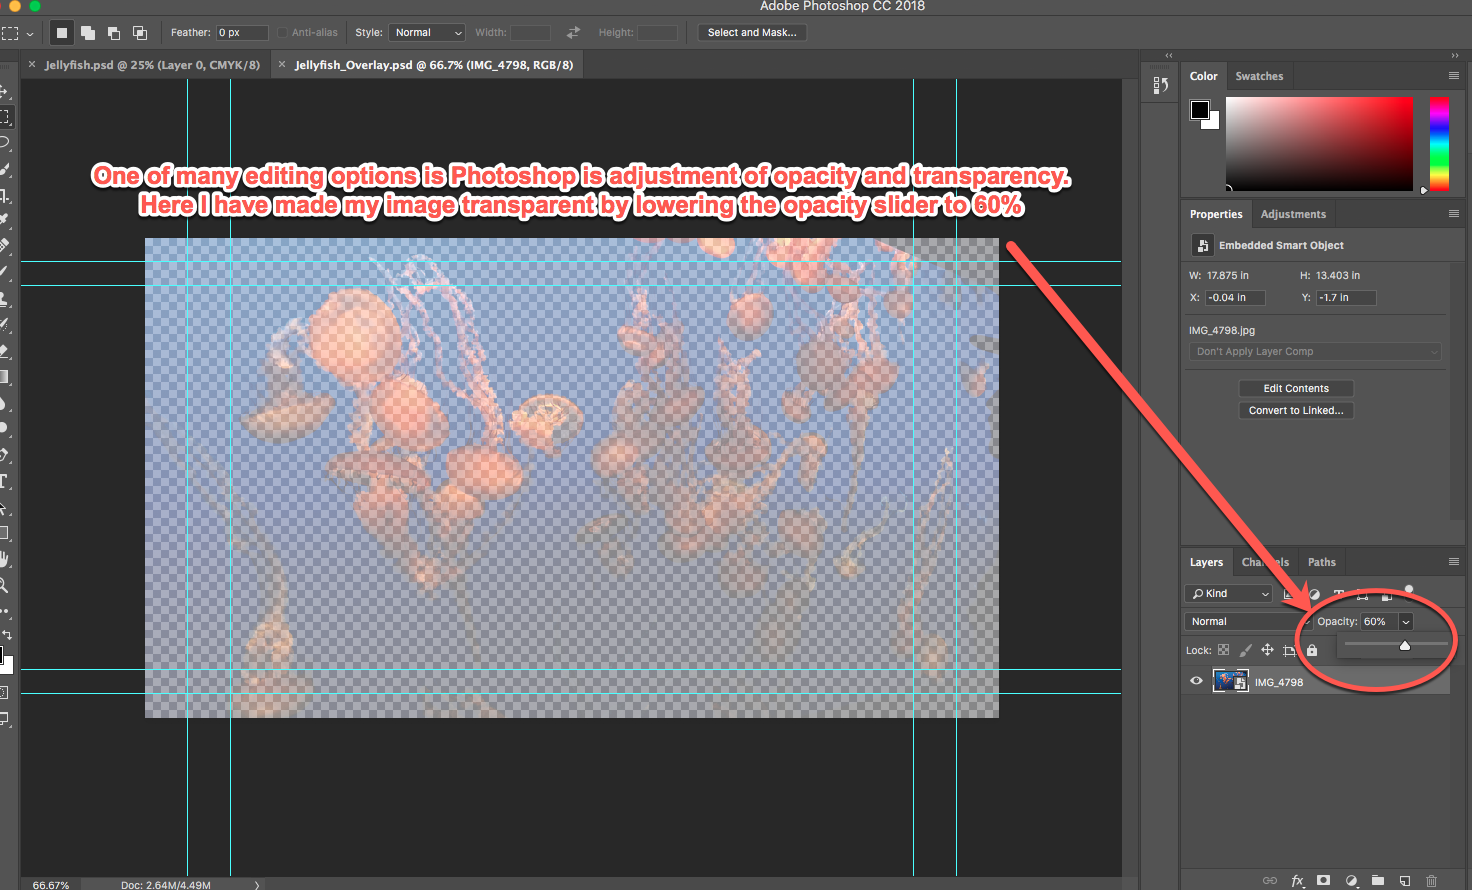 Adobe Photoshop CC 2018
Feather: 0 px Anti-alias Style: Normal Width: Height: Select and Mask...
× Jellyfish.psd @ 25% (Layer 0, CMYK/8) × Jellyfish_Overlay.psd @ 66.7% (IMG_4798, RGB/8)
One of many editing options is Photoshop is adjustment of opacity and transparency.
Here I have made my image transparent by lowering the opacity slider to 60%
Color Swatches
Properties Adjustments
Embedded Smart Object
W: 17.875 in H: 13.403 in
X: -0.04 in Y: -1.7 in
IMG_4798.jpg
Don't Apply Layer Comp
Edit Contents
Convert to Linked...
Layers Channels Paths
Kind
Normal Opacity: 60%
Lock:
IMG_4798
fx
66.67% Doc: 2.64M/4.49M